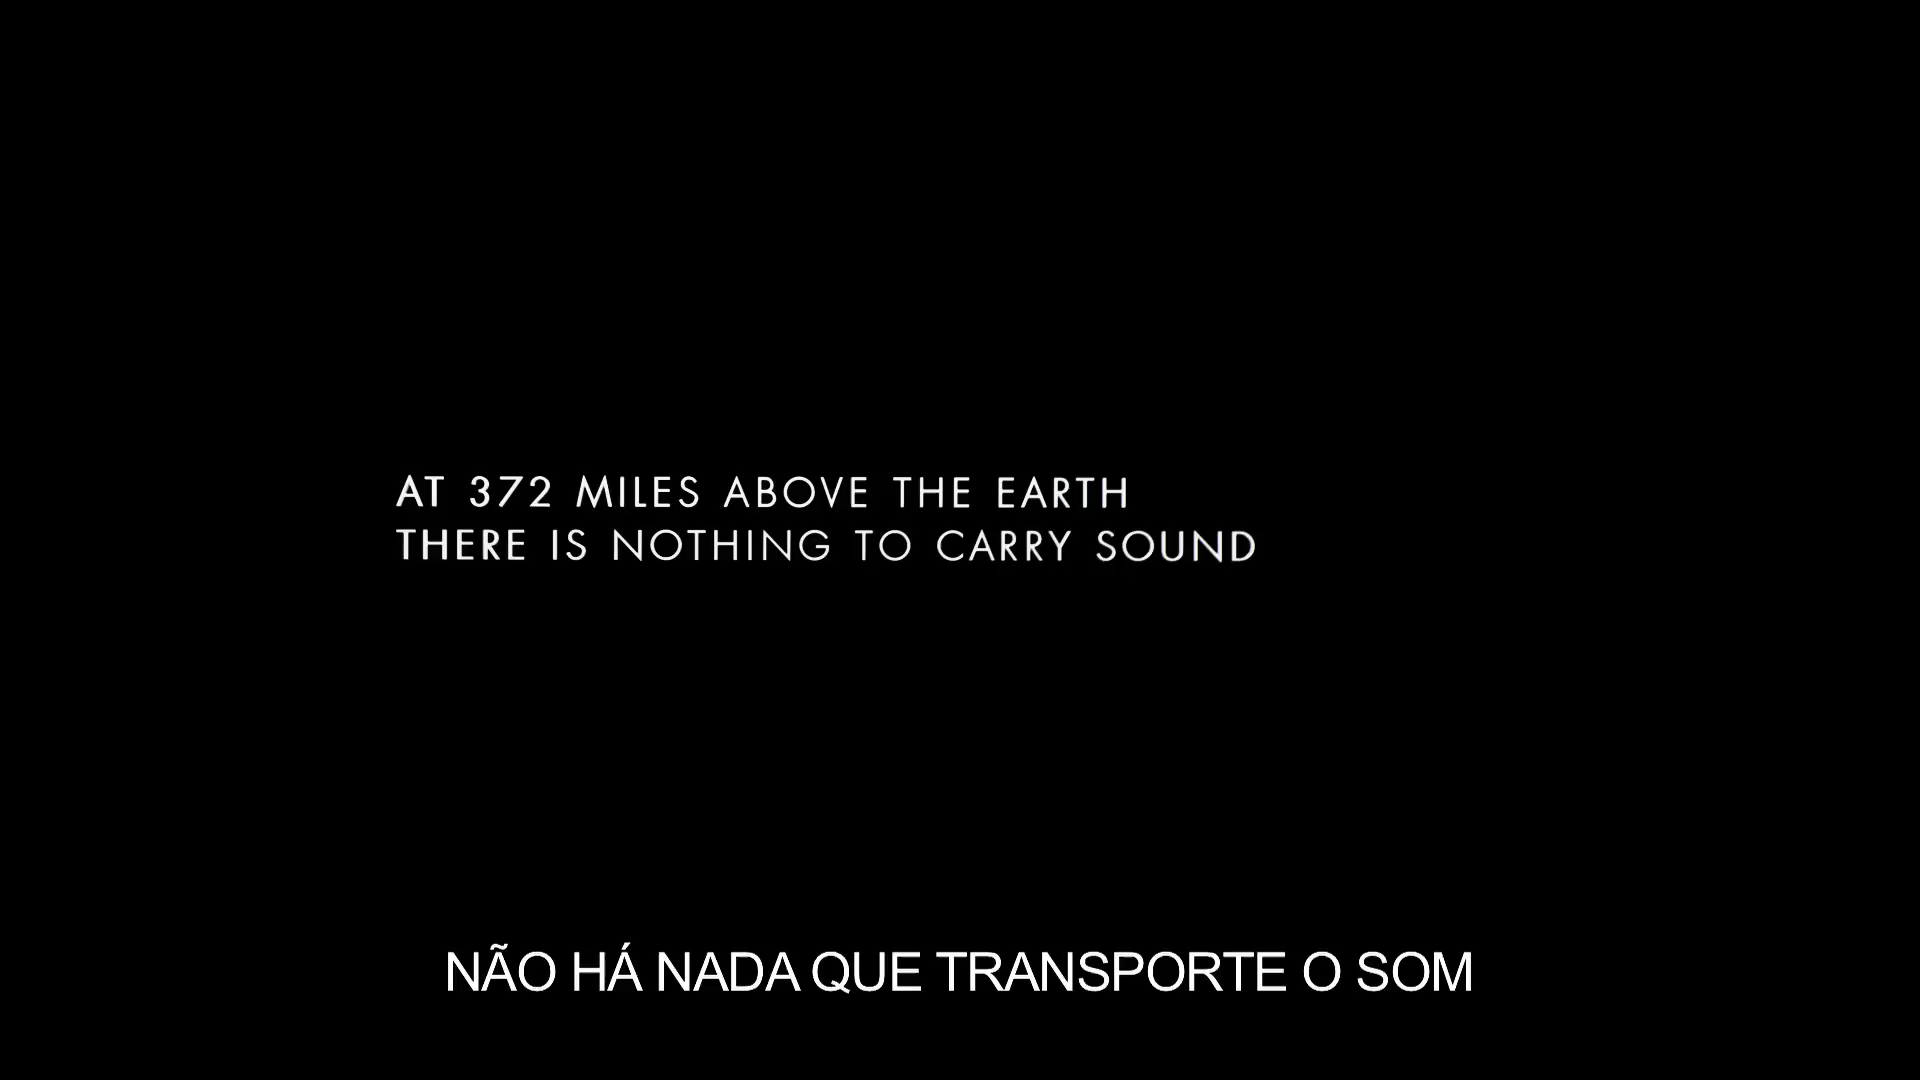 AT 372 MILES ABOVE THE EARTH
THERE IS NOTHING TO CARRY SOUND
NÃO HÁ NADA QUE TRANSPORTE O SOM